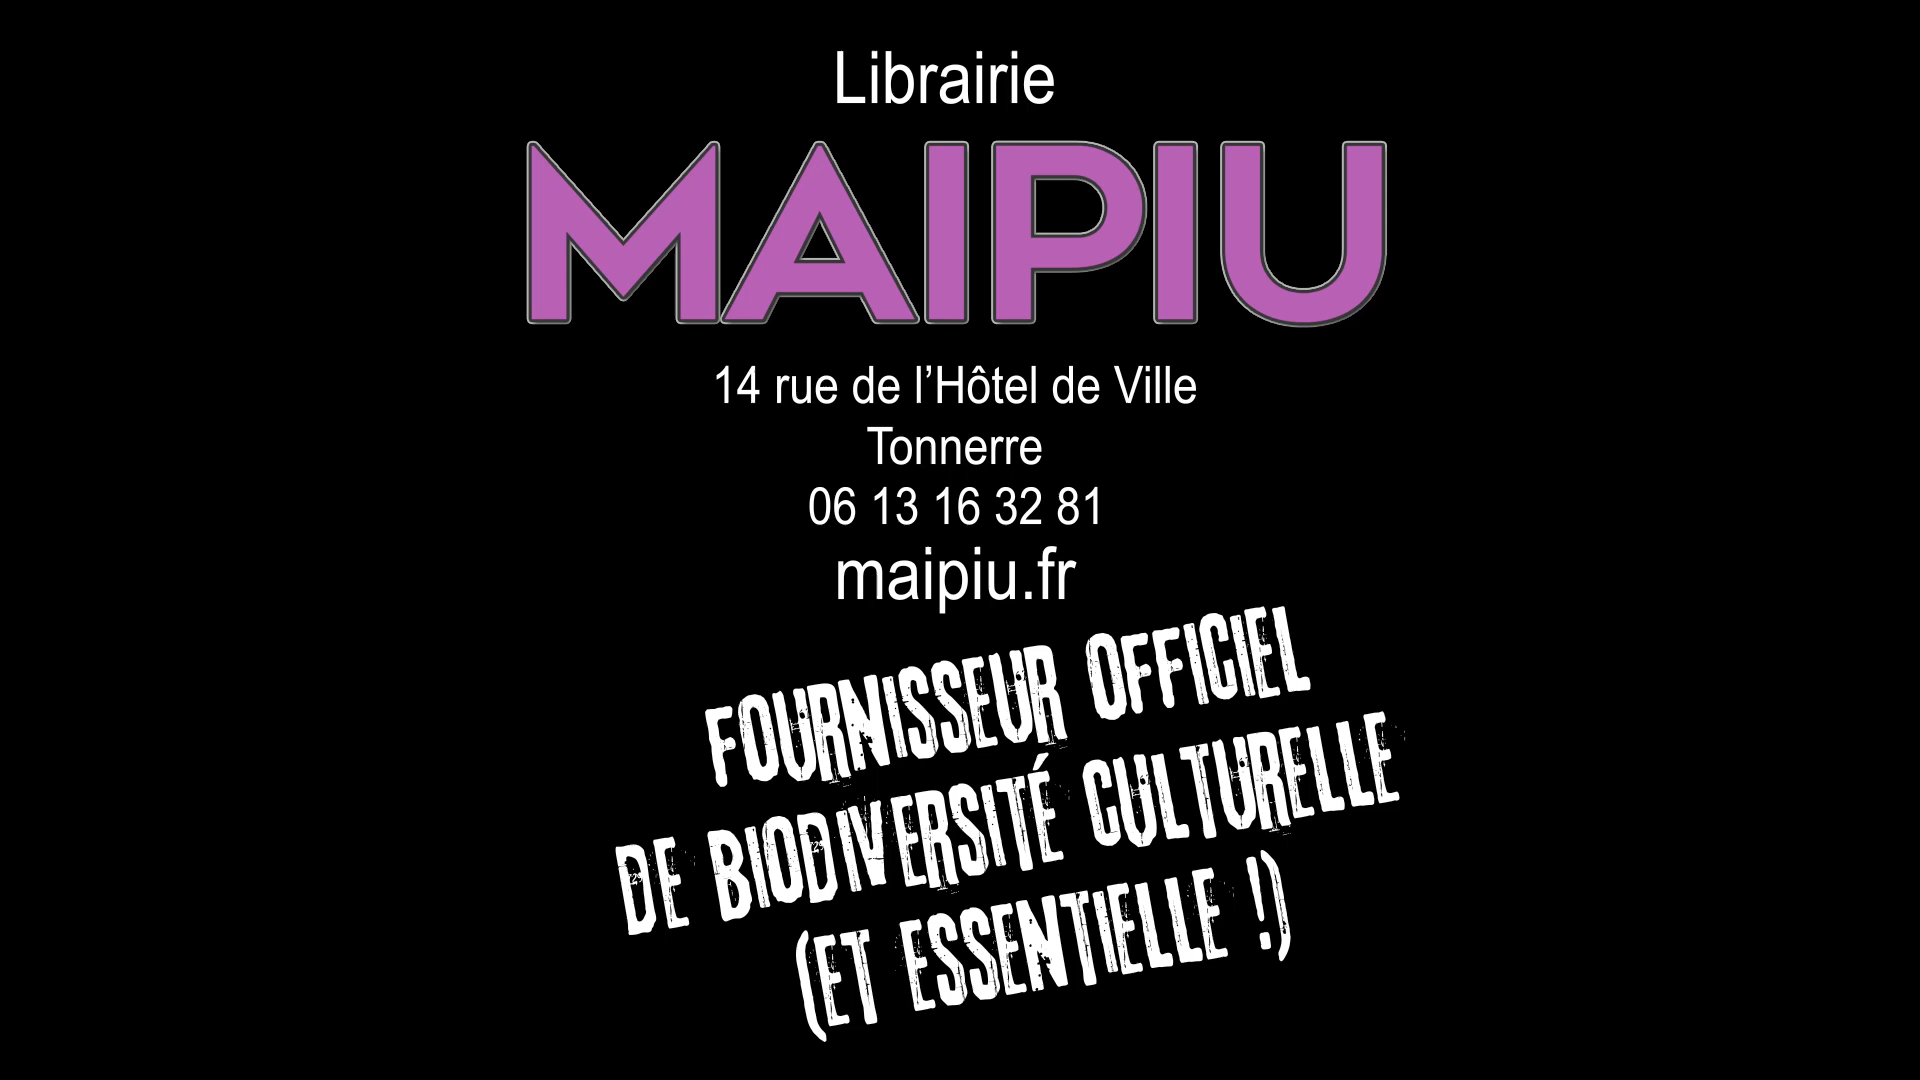 Librairie
MAIPIU
14 rue de l’Hôtel de Ville
Tonnerre
06 13 16 32 81
maipiu.fr
FOURNISSEUR OFFICIEL
DE BIODIVERSITÉ CULTURELLE
(ET ESSENTIELLE !)